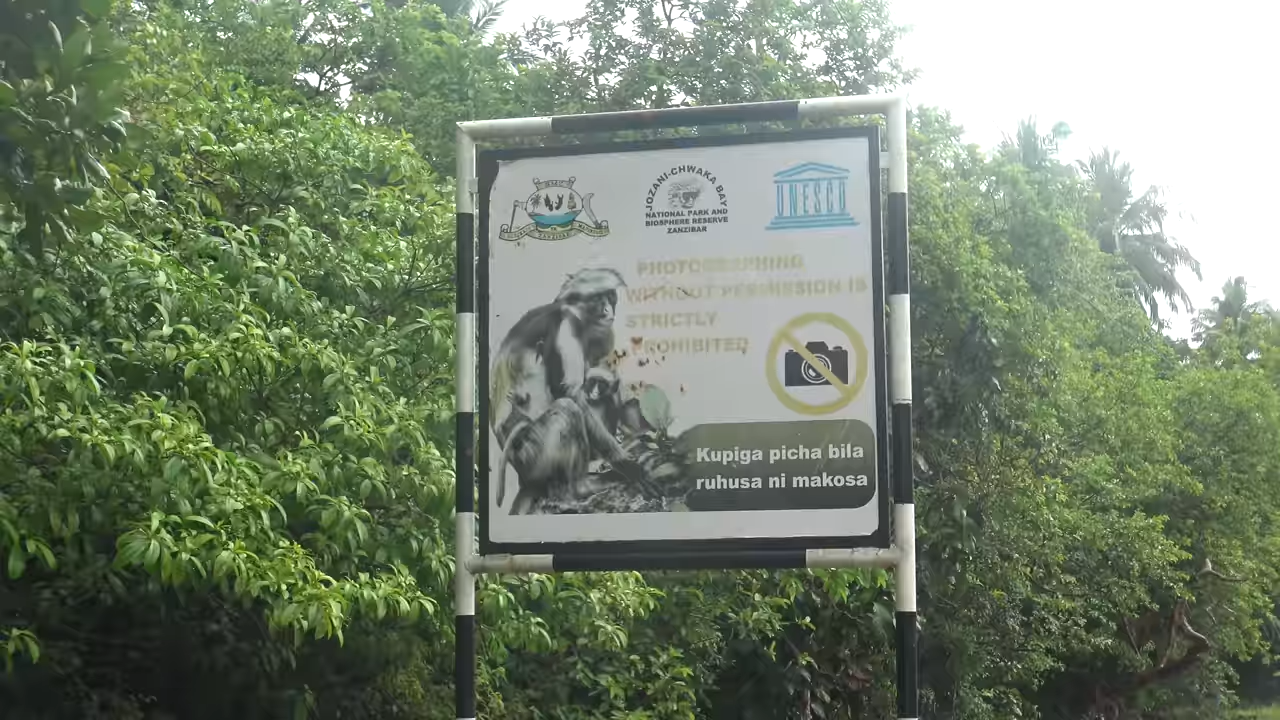 JOZANI-CHWAKA BAY
NATIONAL PARK AND
BIOSPHERE RESERVE
ZANZIBAR
UNESCO
ZANZIBAR
PHOTOGRAPHING
WITHOUT PERMISSION IS
STRICTLY
PROHIBITED
Kupiga picha bila
ruhusa ni makosa